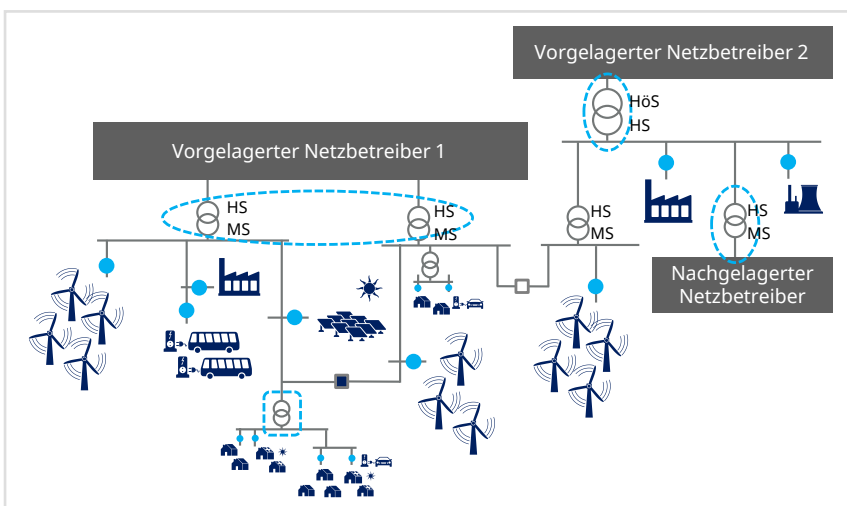 Vorgelagerter Netzbetreiber 2
HöS
HS
Vorgelagerter Netzbetreiber 1
HS
MS
HS
MS
HS
MS
HS
MS
Nachgelagerter
Netzbetreiber